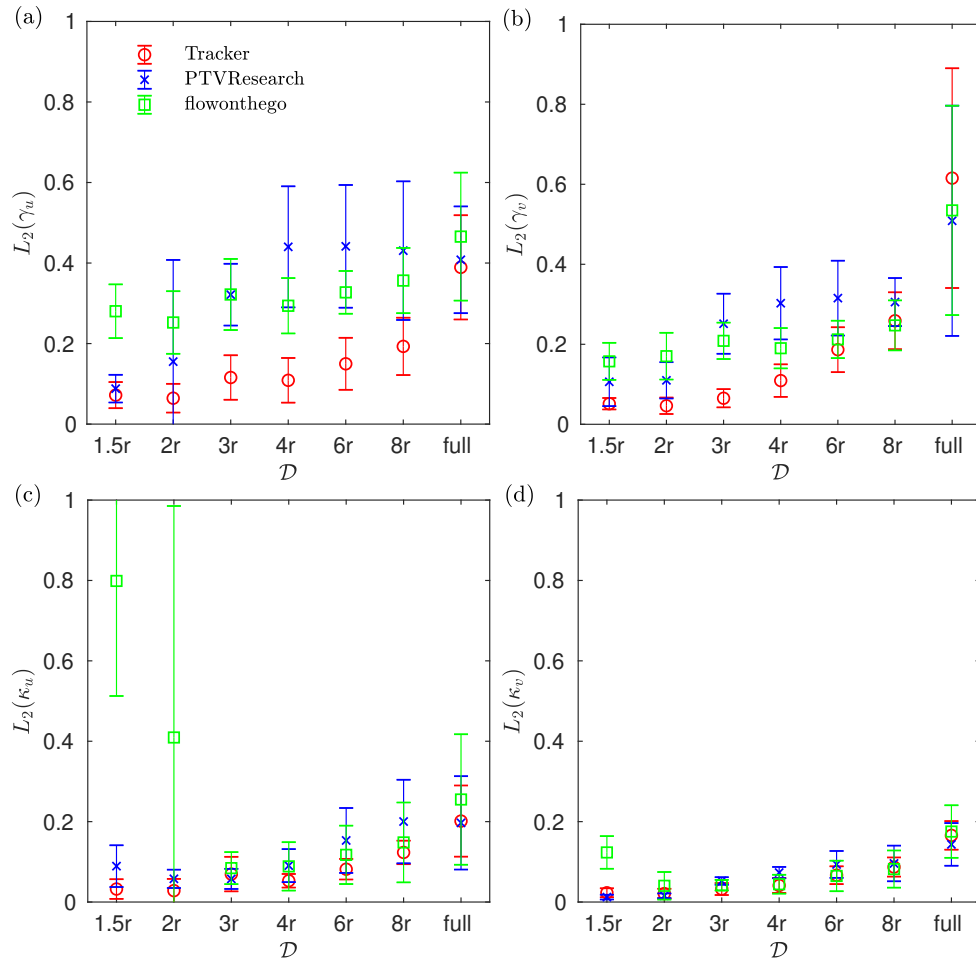 (a)
1
0.8
0.6
0.4
0.2
0
L₂(γᵤ)
Tracker
PTVResearch
flowonthego
1.5r 2r 3r 4r 6r 8r full
𝒟
(b)
1
0.8
0.6
0.4
0.2
0
L₂(γᵥ)
1.5r 2r 3r 4r 6r 8r full
𝒟
(c)
1
0.8
0.6
0.4
0.2
0
L₂(κᵤ)
1.5r 2r 3r 4r 6r 8r full
𝒟
(d)
1
0.8
0.6
0.4
0.2
0
L₂(κᵥ)
1.5r 2r 3r 4r 6r 8r full
𝒟